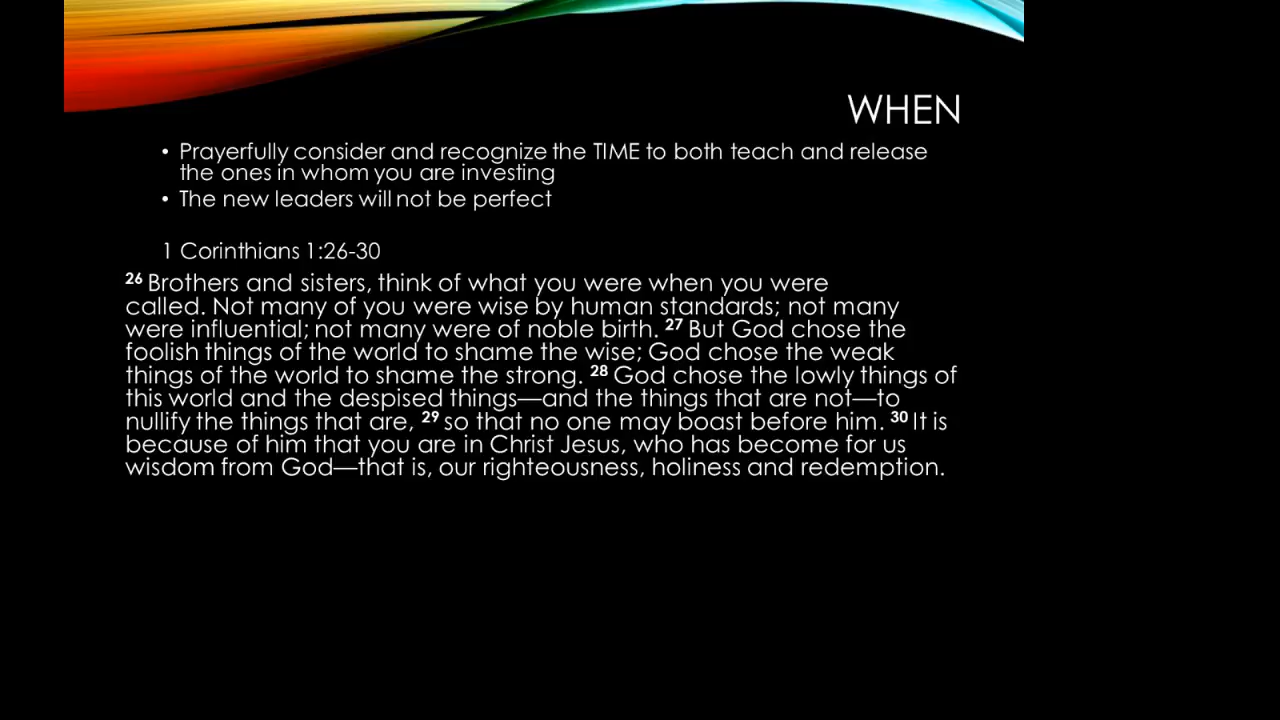 WHEN
• Prayerfully consider and recognize the TIME to both teach and release
the ones in whom you are investing
• The new leaders will not be perfect
1 Corinthians 1:26-30
26 Brothers and sisters, think of what you were when you were
called. Not many of you were wise by human standards; not many
were influential; not many were of noble birth. 27 But God chose the
foolish things of the world to shame the wise; God chose the weak
things of the world to shame the strong. 28 God chose the lowly things of
this world and the despised things—and the things that are not—to
nullify the things that are, 29 so that no one may boast before him. 30 It is
because of him that you are in Christ Jesus, who has become for us
wisdom from God—that is, our righteousness, holiness and redemption.